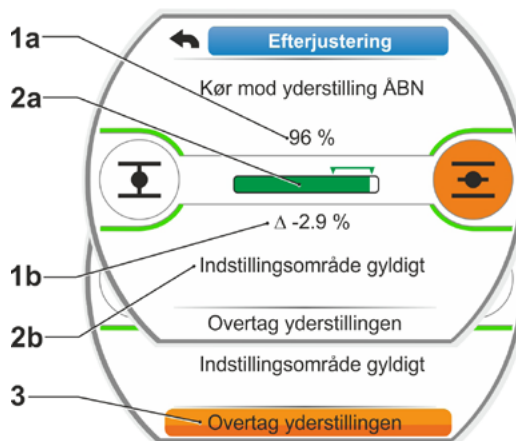 1a
Efterjustering
Kør mod yderstilling ÅBN
2a
96 %
Δ -2.9 %
1b
Indstillingsområde gyldigt
2b
Overtag yderstillingen
Indstillingsområde gyldigt
3
Overtag yderstillingen